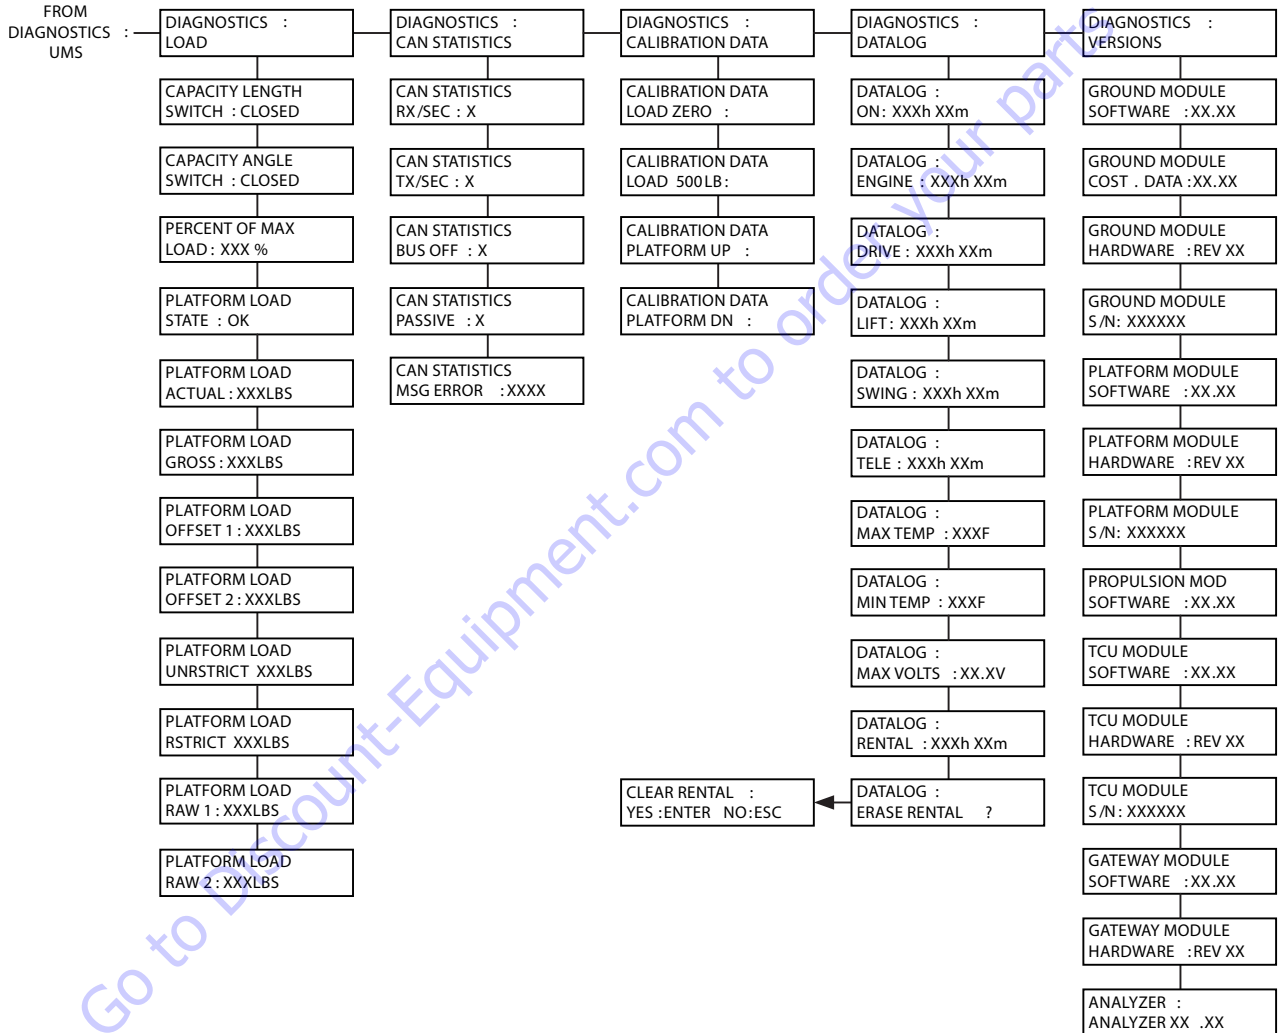 FROM
DIAGNOSTICS :
UMS
DIAGNOSTICS :
LOAD
CAPACITY LENGTH
SWITCH : CLOSED
CAPACITY ANGLE
SWITCH : CLOSED
PERCENT OF MAX
LOAD : XXX %
PLATFORM LOAD
STATE : OK
PLATFORM LOAD
ACTUAL : XXXLBS
PLATFORM LOAD
GROSS : XXXLBS
PLATFORM LOAD
OFFSET 1 : XXXLBS
PLATFORM LOAD
OFFSET 2 : XXXLBS
PLATFORM LOAD
UNRSTRICT XXXLBS
PLATFORM LOAD
RSTRICT XXXLBS
PLATFORM LOAD
RAW 1 : XXXLBS
PLATFORM LOAD
RAW 2 : XXXLBS
DIAGNOSTICS :
CAN STATISTICS
CAN STATISTICS
RX/SEC : X
CAN STATISTICS
TX/SEC : X
CAN STATISTICS
BUS OFF : X
CAN STATISTICS
PASSIVE : X
CAN STATISTICS
MSG ERROR : XXXX
DIAGNOSTICS :
CALIBRATION DATA
CALIBRATION DATA
LOAD ZERO :
CALIBRATION DATA
LOAD 500 LB:
CALIBRATION DATA
PLATFORM UP :
CALIBRATION DATA
PLATFORM DN :
DIAGNOSTICS :
DATALOG
DATALOG :
ON: XXXh XXm
DATALOG :
ENGINE : XXXh XXm
DATALOG :
DRIVE : XXXh XXm
DATALOG :
LIFT : XXXh XXm
DATALOG :
SWING : XXXh XXm
DATALOG :
TELE : XXXh XXm
DATALOG :
MAX TEMP : XXXF
DATALOG :
MIN TEMP : XXXF
DATALOG :
MAX VOLTS : XX.XV
DATALOG :
RENTAL : XXXh XXm
DATALOG :
ERASE RENTAL ?
CLEAR RENTAL :
YES :ENTER NO:ESC
DIAGNOSTICS :
VERSIONS
GROUND MODULE
SOFTWARE : XX.XX
GROUND MODULE
COST . DATA :XX.XX
GROUND MODULE
HARDWARE : REV XX
GROUND MODULE
S/N: XXXXXX
PLATFORM MODULE
SOFTWARE : XX.XX
PLATFORM MODULE
HARDWARE : REV XX
PLATFORM MODULE
S/N: XXXXXX
PROPULSION MOD
SOFTWARE : XX.XX
TCU MODULE
SOFTWARE : XX.XX
TCU MODULE
HARDWARE : REV XX
TCU MODULE
S/N: XXXXXX
GATEWAY MODULE
SOFTWARE : XX.XX
GATEWAY MODULE
HARDWARE : REV XX
ANALYZER :
ANALYZER XX .XX
Go to Discount-Equipment.com to order your parts